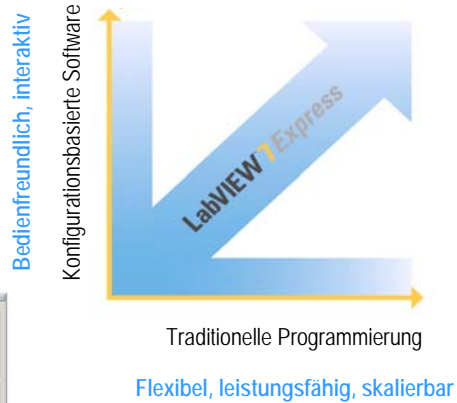 Bedienfreundlich, interaktiv
Konfigurationsbasierte Software
LabVIEW 7 Express
Traditionelle Programmierung
Flexibel, leistungsfähig, skalierbar